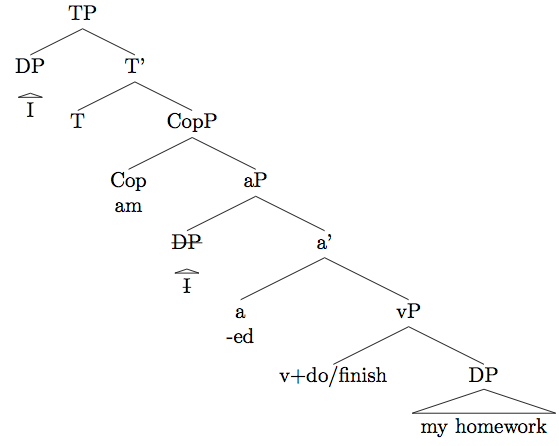 TP
DP T'
I
T CopP
Cop aP
am
DP a'
I
a vP
-ed
v+do/finish DP
my homework